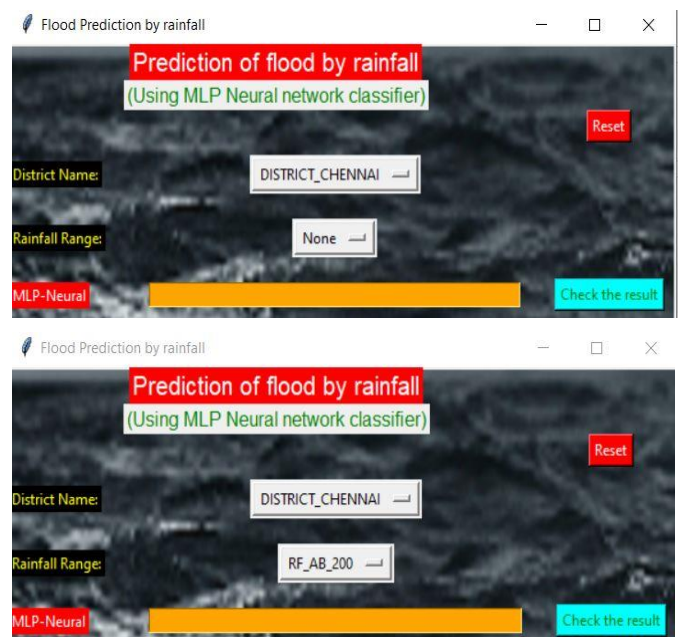 Flood Prediction by rainfall
Prediction of flood by rainfall
(Using MLP Neural network classifier)
Reset
District Name: DISTRICT_CHENNAI
Rainfall Range: None
MLP-Neural Check the result
Flood Prediction by rainfall
Prediction of flood by rainfall
(Using MLP Neural network classifier)
Reset
District Name: DISTRICT_CHENNAI
Rainfall Range: RF_AB_200
MLP-Neural Check the result